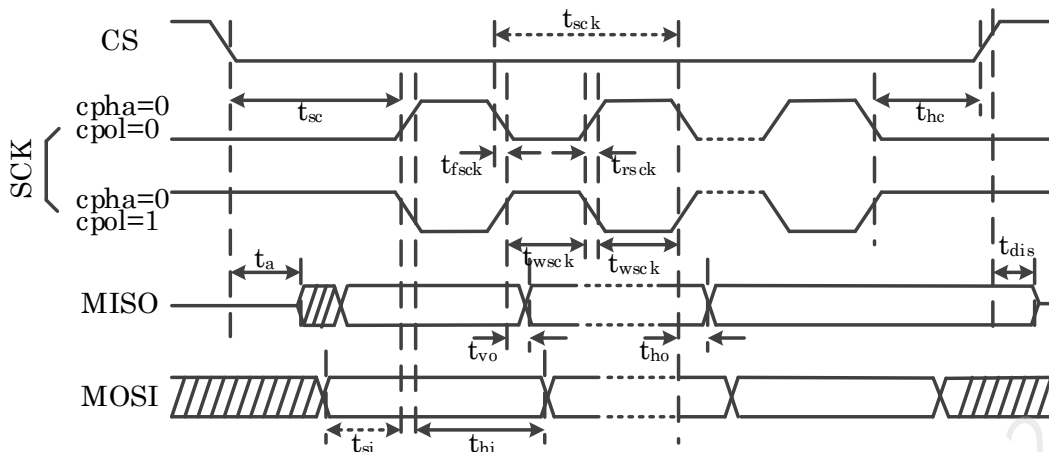 CS
t_sck
cpha=0
cpol=0
t_sc
t_hc
SCK
t_fsck
t_rsck
cpha=0
cpol=1
t_wsck
t_wsck
t_a
t_dis
MISO
t_vo
t_ho
MOSI
t_si
t_hi